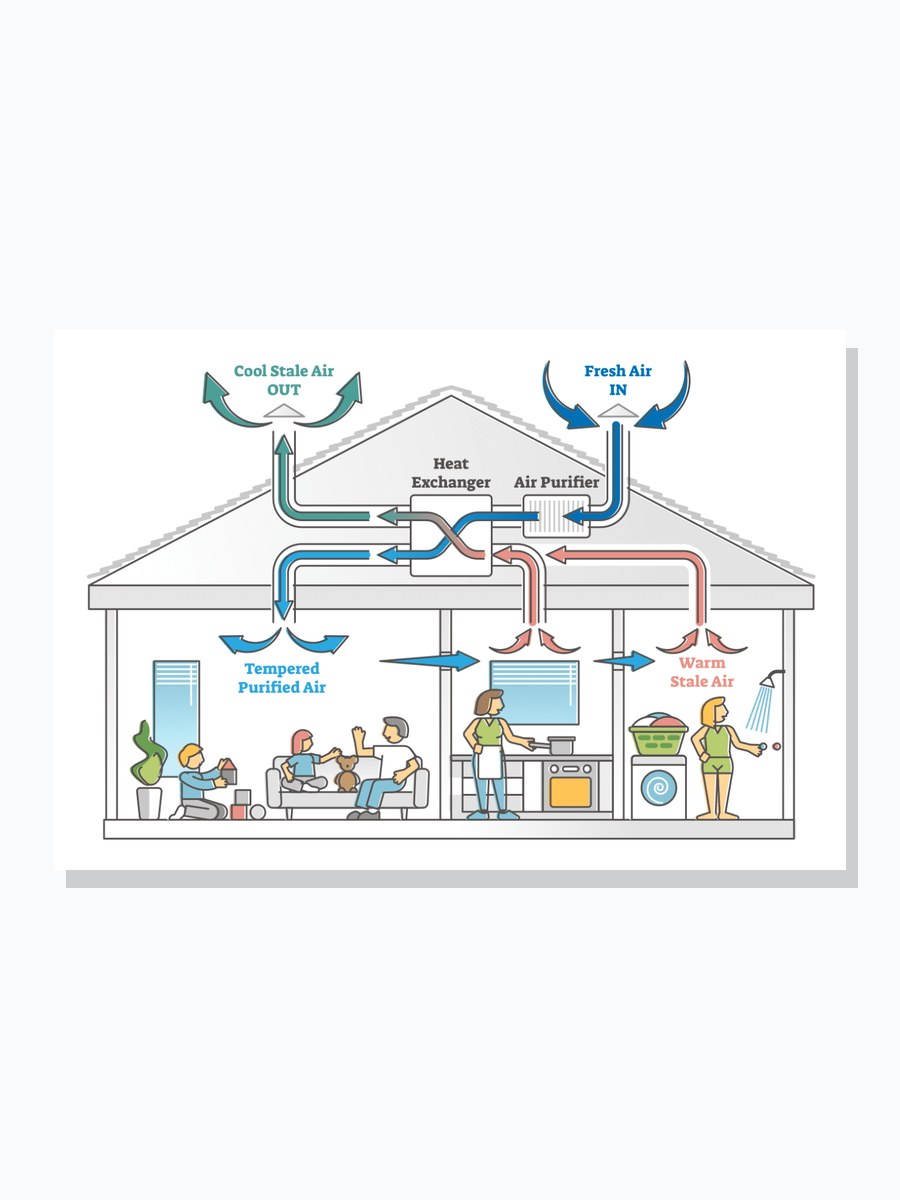 Cool Stale Air
OUT
Fresh Air
IN
Heat
Exchanger
Air Purifier
Tempered
Purified Air
Warm
Stale Air